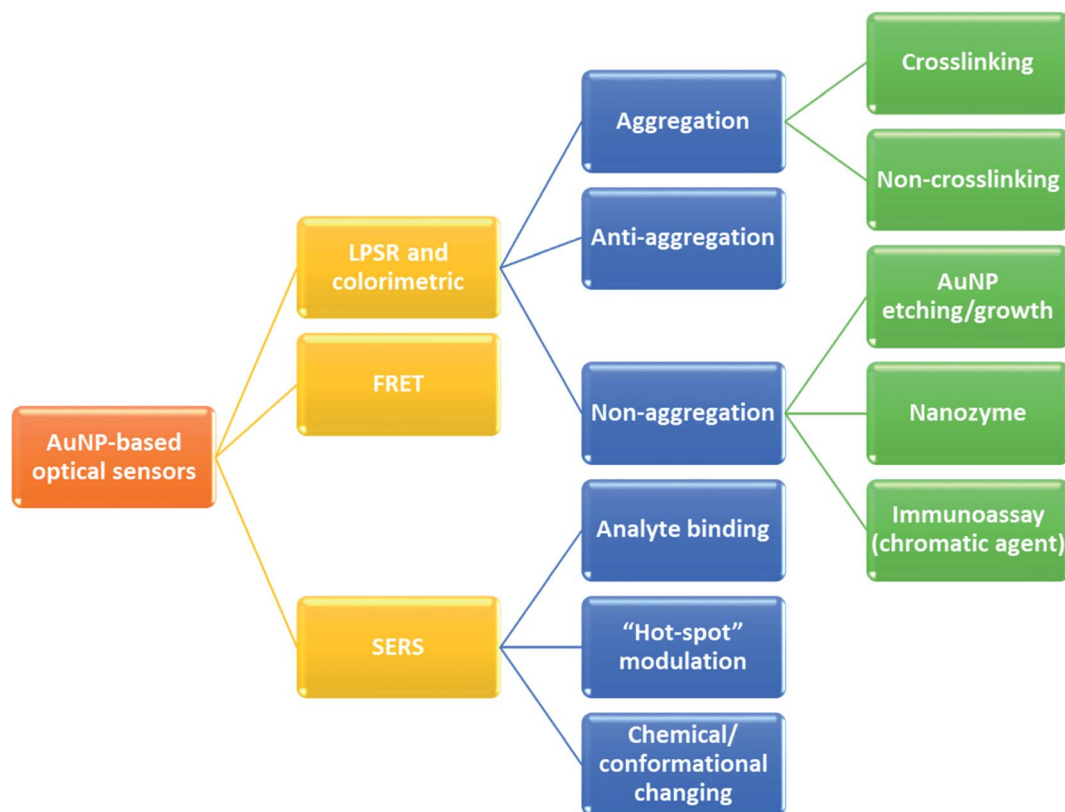 AuNP-based
optical sensors
LPSR and
colorimetric
FRET
SERS
Aggregation
Anti-aggregation
Non-aggregation
Analyte binding
“Hot-spot”
modulation
Chemical/
conformational
changing
Crosslinking
Non-crosslinking
AuNP
etching/growth
Nanozyme
Immunoassay
(chromatic agent)